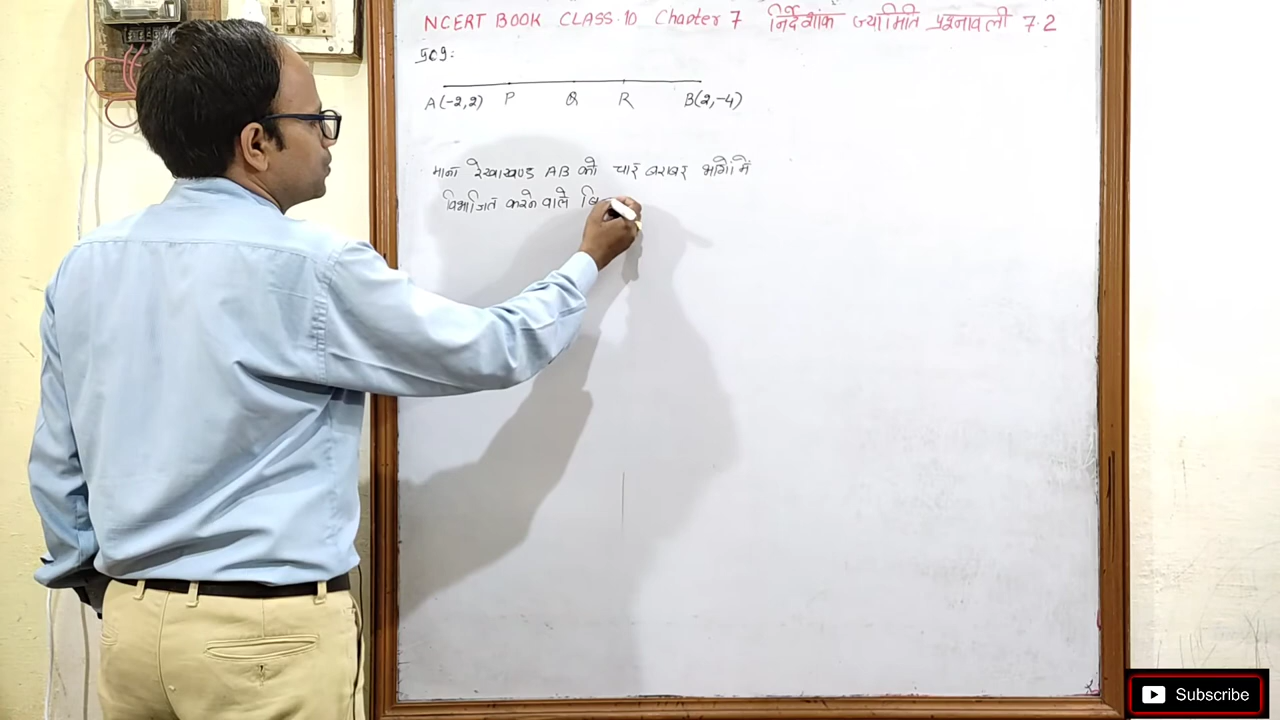 NCERT BOOK CLASS.10 Chapter 7 निर्देशांक ज्यामिति प्रश्नावली 7.2
प्र०9:
A(-2,2) P Q R B(2,-4)
माना रेखाखण्ड AB को चार बराबर भागों में
विभाजित करने वाले बि
Subscribe